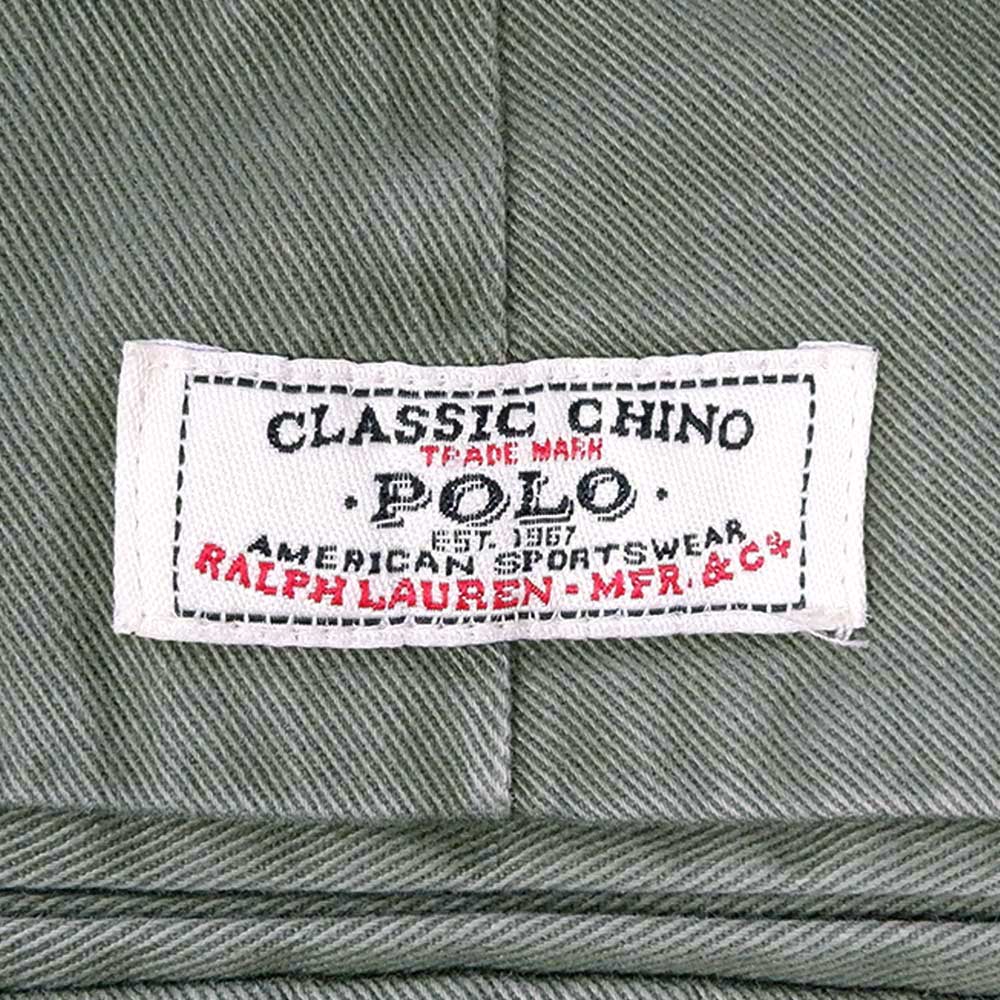 CLASSIC CHINO
TRADE MARK
· POLO ·
EST. 1967
AMERICAN SPORTSWEAR
RALPH LAUREN - MFR. & Cº